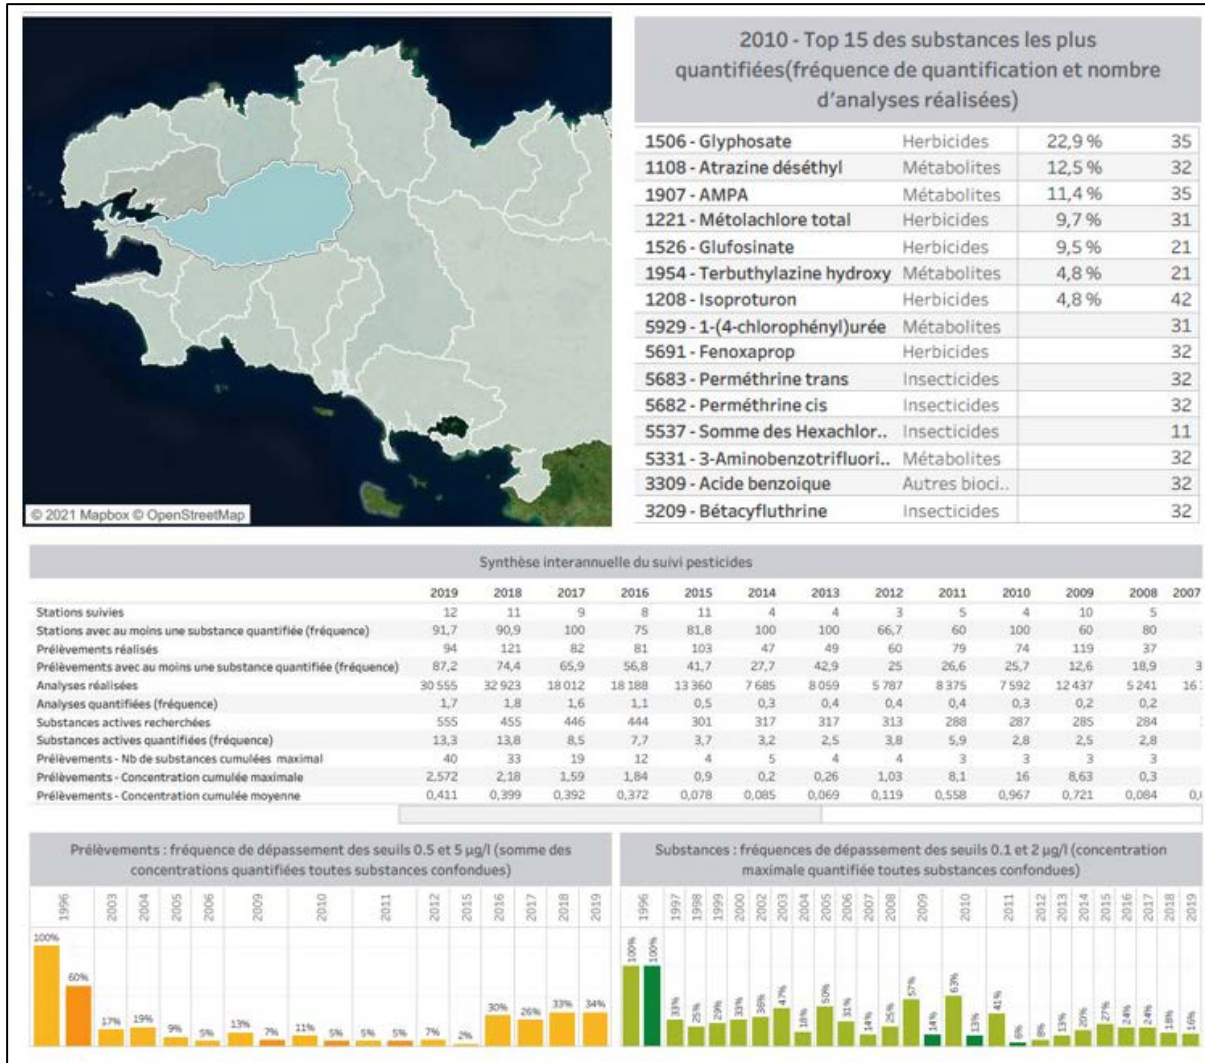 © 2021 Mapbox © OpenStreetMap
2010 - Top 15 des substances les plus
quantifiées(fréquence de quantification et nombre
d'analyses réalisées)
1506 - Glyphosate Herbicides 22,9 % 35
1108 - Atrazine déséthyl Métabolites 12,5 % 32
1907 - AMPA Métabolites 11,4 % 35
1221 - Métolachlore total Herbicides 9,7 % 31
1526 - Glufosinate Herbicides 9,5 % 21
1954 - Terbuthylazine hydroxy Métabolites 4,8 % 21
1208 - Isoproturon Herbicides 4,8 % 42
5929 - 1-(4-chlorophényl)urée Métabolites 31
5691 - Fenoxaprop Herbicides 32
5683 - Perméthrine trans Insecticides 32
5682 - Perméthrine cis Insecticides 32
5537 - Somme des Hexachlor.. Insecticides 11
5331 - 3-Aminobenzotrifluori.. Métabolites 32
3309 - Acide benzoique Autres bioci.. 32
3209 - Bétacyfluthrine Insecticides 32
Synthèse interannuelle du suivi pesticides
2019 2018 2017 2016 2015 2014 2013 2012 2011 2010 2009 2008 2007
Stations suivies 12 11 9 8 11 4 4 3 5 4 10 5
Stations avec au moins une substance quantifiée (fréquence) 91,7 90,9 100 75 81,8 100 100 66,7 60 100 60 80
Prélèvements réalisés 94 121 82 81 103 47 49 60 79 74 119 37
Prélèvements avec au moins une substance quantifiée (fréquence) 87,2 74,4 65,9 56,8 41,7 27,7 42,9 25 26,6 25,7 12,6 18,9 3
Analyses réalisées 30 555 32 923 18 012 18 188 13 360 7 685 8 059 5 787 8 375 7 592 12 437 5 241 16
Analyses quantifiées (fréquence) 1,7 1,8 1,6 1,1 0,5 0,3 0,4 0,4 0,4 0,3 0,2 0,2
Substances actives recherchées 555 455 446 444 301 317 317 313 288 287 285 284
Substances actives quantifiées (fréquence) 13,3 13,8 8,5 7,7 3,7 3,2 2,5 3,8 5,9 2,8 2,5 2,8
Prélèvements - Nb de substances cumulées maximal 40 33 19 12 4 5 4 4 3 3 3 3
Prélèvements - Concentration cumulée maximale 2,572 2,18 1,59 1,84 0,9 0,2 0,26 1,03 8,1 16 8,63 0,3
Prélèvements - Concentration cumulée moyenne 0,411 0,399 0,392 0,372 0,078 0,085 0,069 0,119 0,558 0,967 0,721 0,084
Prélèvements : fréquence de dépassement des seuils 0.5 et 5 µg/l (somme des
concentrations quantifiées toutes substances confondues)
1996 2003 2004 2005 2006 2009 2010 2011 2012 2015 2016 2017 2018 2019
100% 60% 17% 19% 9% 5% 13% 7% 11% 5% 5% 5% 7% 2% 30% 26% 33% 34%
Substances : fréquences de dépassement des seuils 0.1 et 2 µg/l (concentration
maximale quantifiée toutes substances confondues)
1996 1997 1998 1999 2000 2002 2003 2004 2005 2006 2007 2008 2009 2010 2011 2012 2013 2014 2015 2016 2017 2018 2019
100% 100% 33% 25% 29% 33% 36% 47% 18% 50% 31% 14% 25% 57% 14% 63% 13% 41% 6% 8% 13% 20% 27% 24% 24% 18% 16%